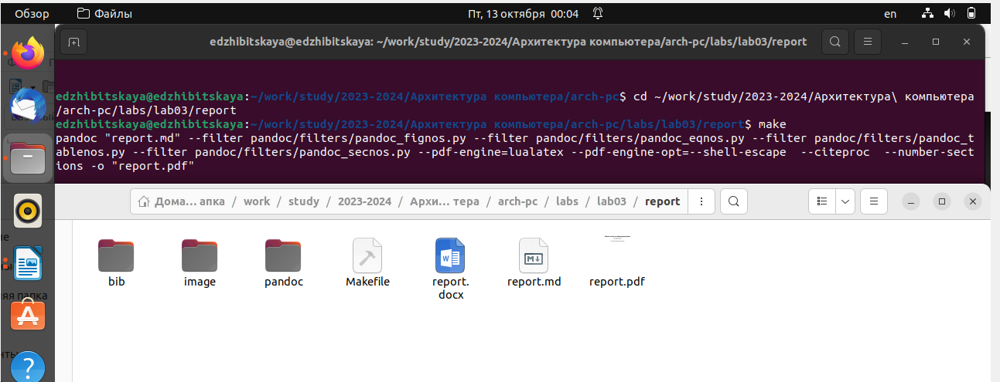 Обзор Файлы Пт, 13 октября 00:04 en
edzhibitskaya@edzhibitskaya: ~/work/study/2023-2024/Архитектура компьютера/arch-pc/labs/lab03/report
edzhibitskaya@edzhibitskaya:~/work/study/2023-2024/Архитектура компьютера/arch-pc$ cd ~/work/study/2023-2024/Архитектура\ компьютера
/arch-pc/labs/lab03/report
edzhibitskaya@edzhibitskaya:~/work/study/2023-2024/Архитектура компьютера/arch-pc/labs/lab03/report$ make
pandoc "report.md" --filter pandoc/filters/pandoc_fignos.py --filter pandoc/filters/pandoc_eqnos.py --filter pandoc/filters/pandoc_t
ablenos.py --filter pandoc/filters/pandoc_secnos.py --pdf-engine=lualatex --pdf-engine-opt=--shell-escape  --citeproc  --number-sect
ions -o "report.pdf"
Дома… апка / work / study / 2023-2024 / Архи… тера / arch-pc / labs / lab03 / report
bib image pandoc Makefile report.
docx report.md report.pdf